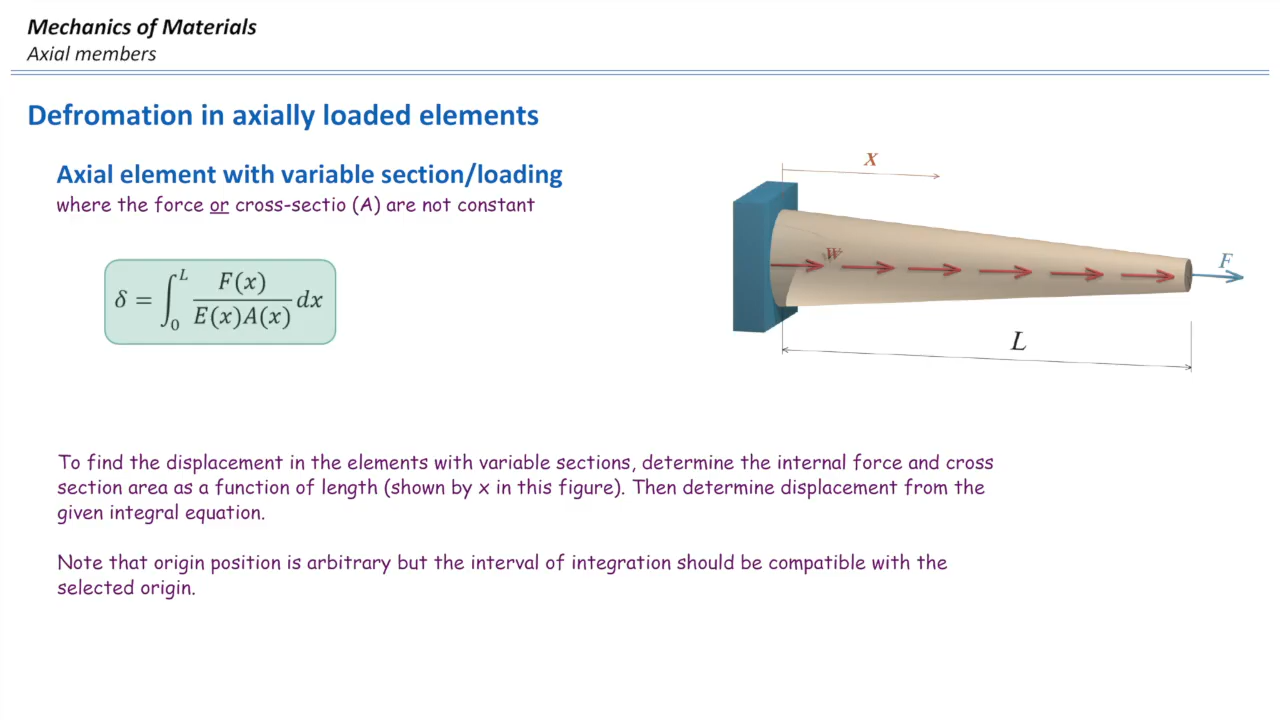 Mechanics of Materials
Axial members
Defromation in axially loaded elements
Axial element with variable section/loading
where the force or cross-sectio (A) are not constant
δ = ∫₀ᴸ F(x) / E(x)A(x) dx
X
W
F
L
To find the displacement in the elements with variable sections, determine the internal force and cross
section area as a function of length (shown by x in this figure). Then determine displacement from the
given integral equation.
Note that origin position is arbitrary but the interval of integration should be compatible with the
selected origin.